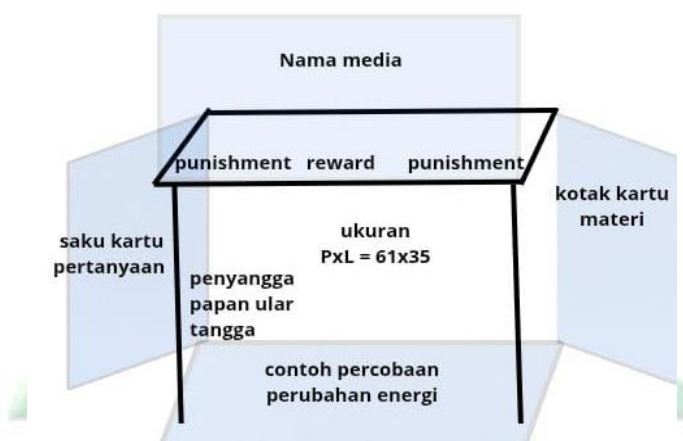 Nama media
punishment reward punishment
kotak kartu
materi
saku kartu
pertanyaan
ukuran
PxL = 61x35
penyangga
papan ular
tangga
contoh percobaan
perubahan energi